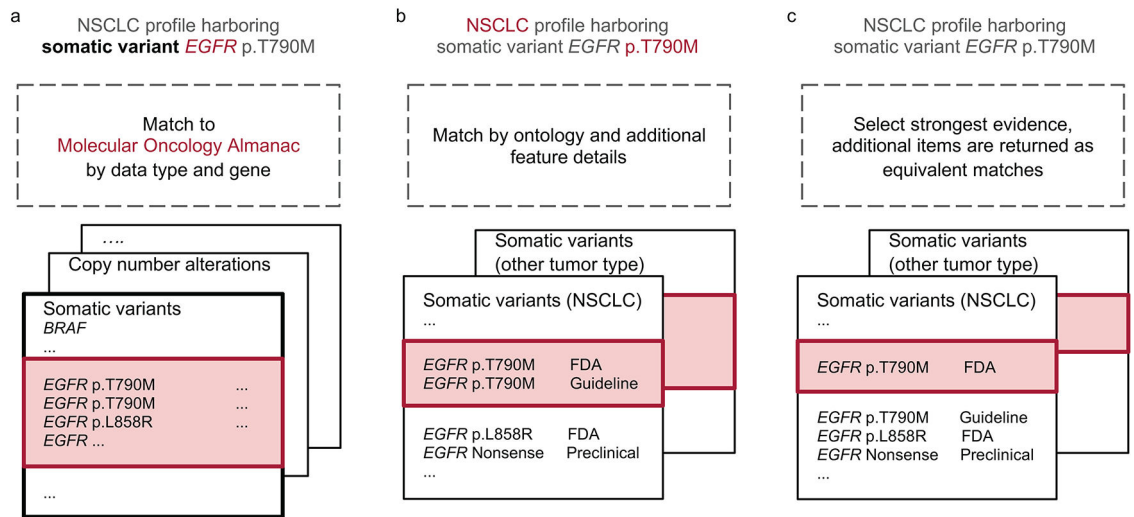 a
NSCLC profile harboring
somatic variant EGFR p.T790M
Match to
Molecular Oncology Almanac
by data type and gene
....
Copy number alterations
Somatic variants
BRAF
...
EGFR p.T790M ...
EGFR p.T790M ...
EGFR p.L858R ...
EGFR ...
...
b
NSCLC profile harboring
somatic variant EGFR p.T790M
Match by ontology and additional
feature details
Somatic variants
(other tumor type)
Somatic variants (NSCLC)
...
EGFR p.T790M FDA
EGFR p.T790M Guideline
EGFR p.L858R FDA
EGFR Nonsense Preclinical
...
c
NSCLC profile harboring
somatic variant EGFR p.T790M
Select strongest evidence,
additional items are returned as
equivalent matches
Somatic variants
(other tumor type)
Somatic variants (NSCLC)
...
EGFR p.T790M FDA
EGFR p.T790M Guideline
EGFR p.L858R FDA
EGFR Nonsense Preclinical
...